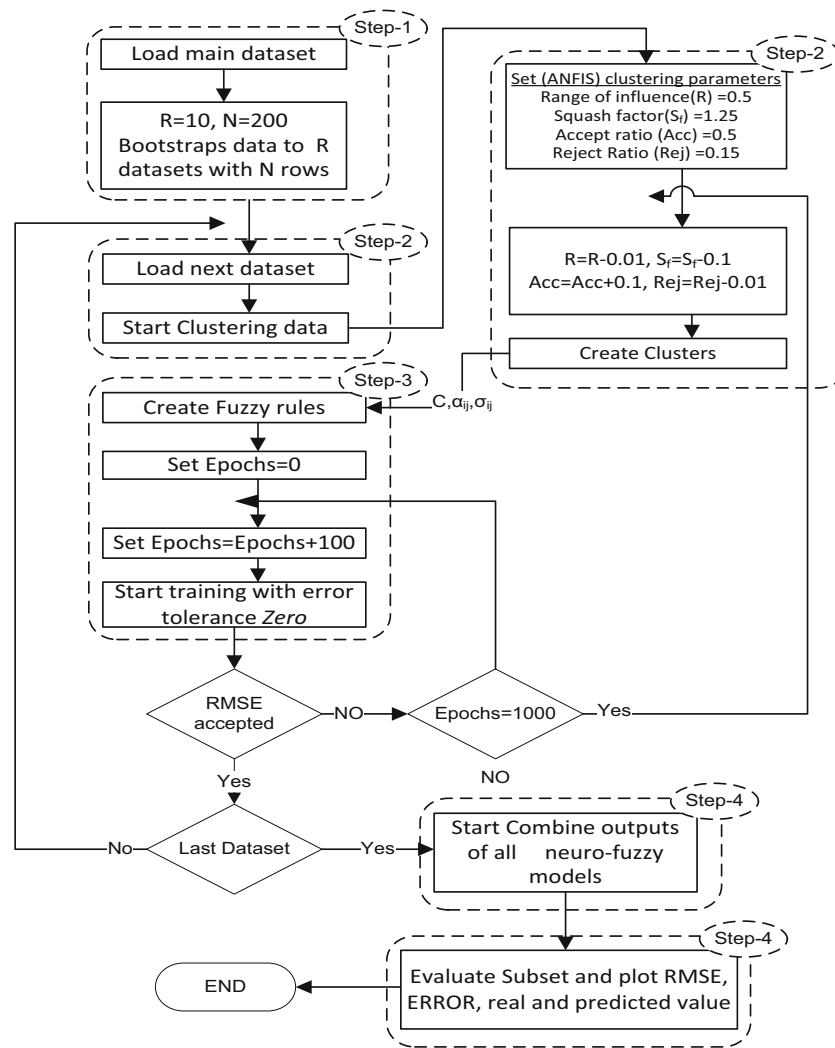 Step-1
Load main dataset
R=10, N=200
Bootstraps data to R
datasets with N rows
Step-2
Load next dataset
Start Clustering data
Step-2
Set (ANFIS) clustering parameters
Range of influence(R) =0.5
Squash factor(Sf) =1.25
Accept ratio (Acc) =0.5
Reject Ratio (Rej) =0.15
R=R-0.01, Sf=Sf-0.1
Acc=Acc+0.1, Rej=Rej-0.01
Create Clusters
C,αij,σij
Step-3
Create Fuzzy rules
Set Epochs=0
Set Epochs=Epochs+100
Start training with error
tolerance Zero
RMSE
accepted
NO
Epochs=1000
Yes
NO
Yes
Last Dataset
No
Yes
Step-4
Start Combine outputs
of all neuro-fuzzy
models
Step-4
Evaluate Subset and plot RMSE,
ERROR, real and predicted value
END